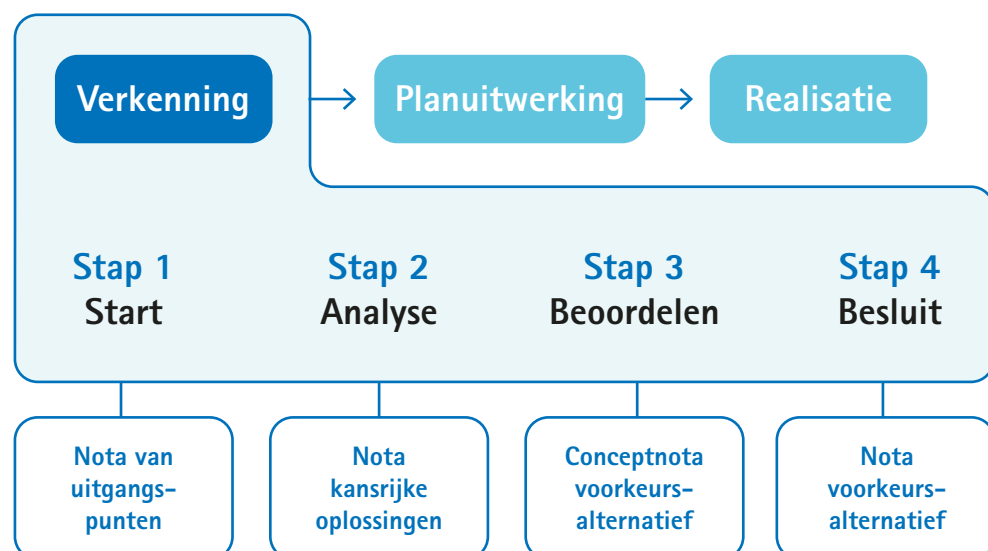 Verkenning
Planuitwerking
Realisatie
Stap 1
Start
Stap 2
Analyse
Stap 3
Beoordelen
Stap 4
Besluit
Nota van
uitgangs-
punten
Nota
kansrijke
oplossingen
Conceptnota
voorkeurs-
alternatief
Nota
voorkeurs-
alternatief